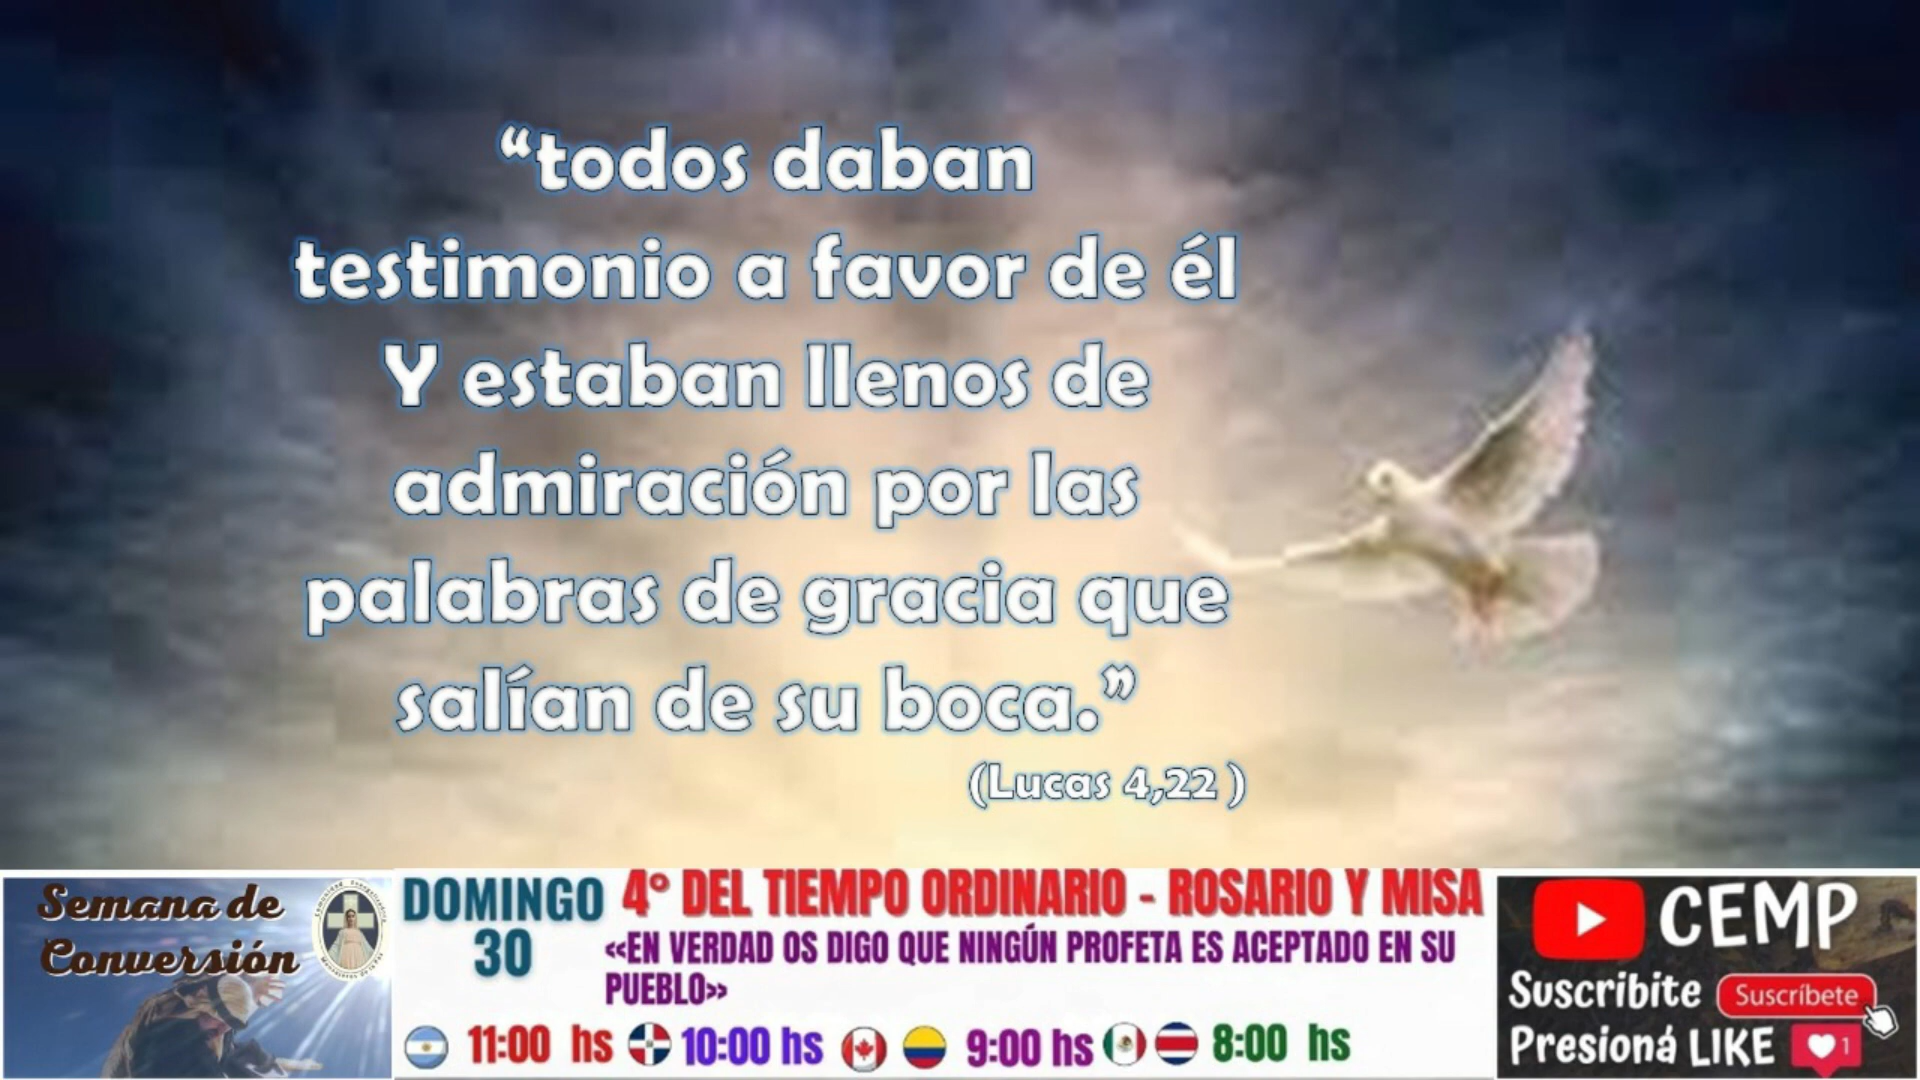 “todos daban
testimonio a favor de él
Y estaban llenos de
admiración por las
palabras de gracia que
salían de su boca.”
(Lucas 4,22 )
Semana de
Conversión
DOMINGO
30
4° DEL TIEMPO ORDINARIO - ROSARIO Y MISA
«EN VERDAD OS DIGO QUE NINGÚN PROFETA ES ACEPTADO EN SU
PUEBLO»
11:00 hs 10:00 hs 9:00 hs 8:00 hs
CEMP
Suscribite Suscríbete
Presioná LIKE 1